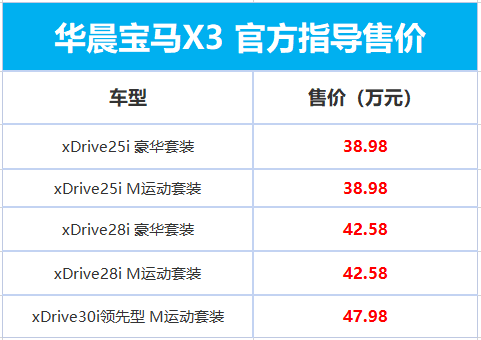 华晨宝马X3 官方指导售价
车型 售价（万元）
xDrive25i 豪华套装 38.98
xDrive25i M运动套装 38.98
xDrive28i 豪华套装 42.58
xDrive28i M运动套装 42.58
xDrive30i领先型 M运动套装 47.98